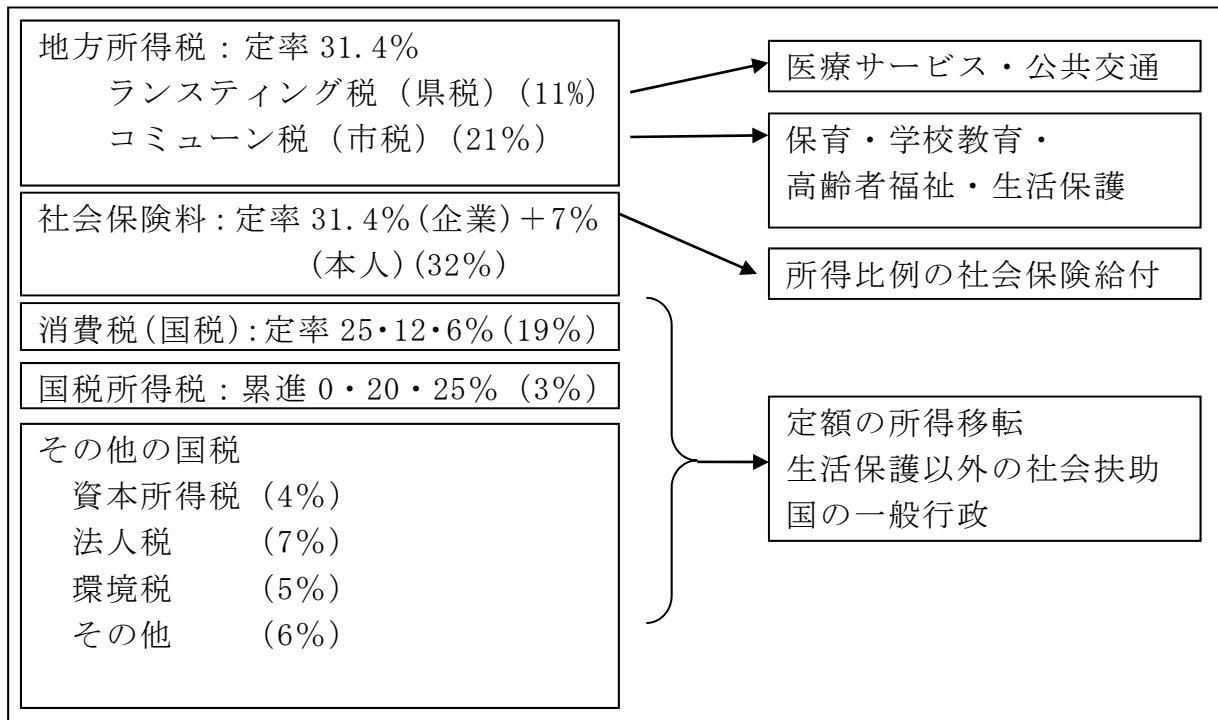 地方所得税：定率 31.4%
ランスティング税（県税）(11%)
コミューン税（市税）(21%)
社会保険料：定率 31.4%(企業)＋7%
(本人)(32%)
消費税(国税)：定率 25・12・6%(19%)
国税所得税：累進 0・20・25% (3%)
その他の国税
資本所得税 (4%)
法人税 (7%)
環境税 (5%)
その他 (6%)
医療サービス・公共交通
保育・学校教育・
高齢者福祉・生活保護
所得比例の社会保険給付
定額の所得移転
生活保護以外の社会扶助
国の一般行政